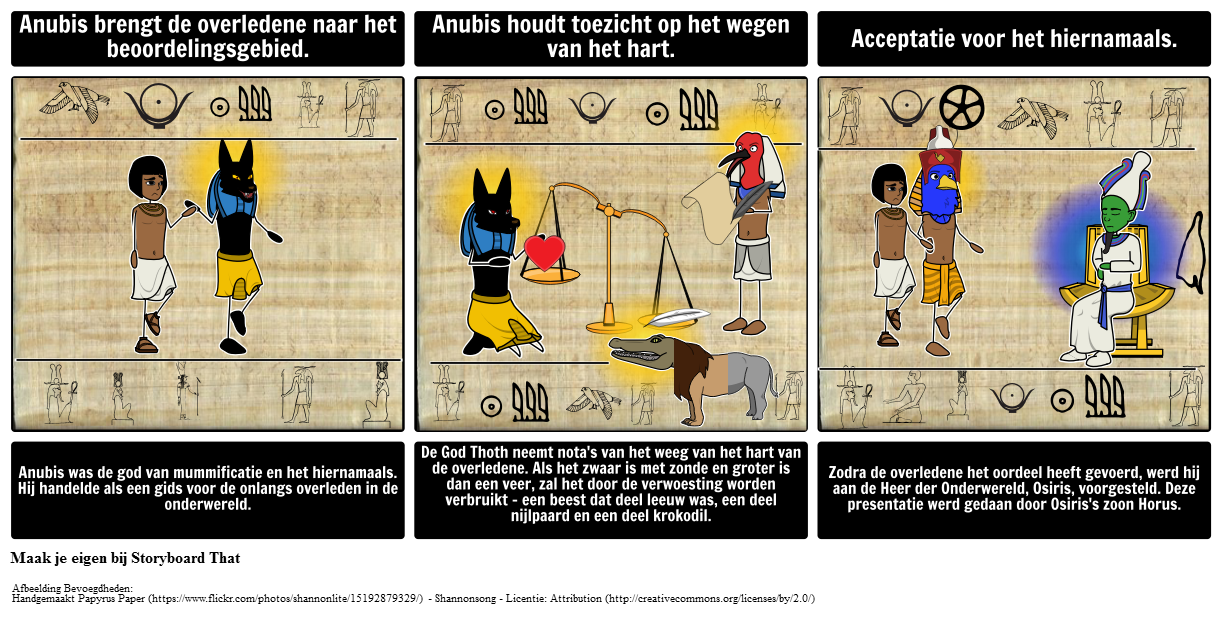 Anubis brengt de overledene naar het
beoordelingsgebied.
Anubis houdt toezicht op het wegen
van het hart.
Acceptatie voor het hiernamaals.
Anubis was de god van mummificatie en het hiernamaals.
Hij handelde als een gids voor de onlangs overleden in de
onderwereld.
De God Thoth neemt nota's van het weeg van het hart van
de overledene. Als het zwaar is met zonde en groter is
dan een veer, zal het door de verwoesting worden
verbruikt - een beest dat deel leeuw was, een deel
nijlpaard en een deel krokodil.
Zodra de overledene het oordeel heeft gevoerd, werd hij
aan de Heer der Onderwereld, Osiris, voorgesteld. Deze
presentatie werd gedaan door Osiris's zoon Horus.
Maak je eigen bij Storyboard That
Afbeelding Bevoegdheden:
Handgemaakt Papyrus Paper (https://www.flickr.com/photos/shannonlite/15192879329/) - Shannonsong - Licentie: Attribution (http://creativecommons.org/licenses/by/2.0/)